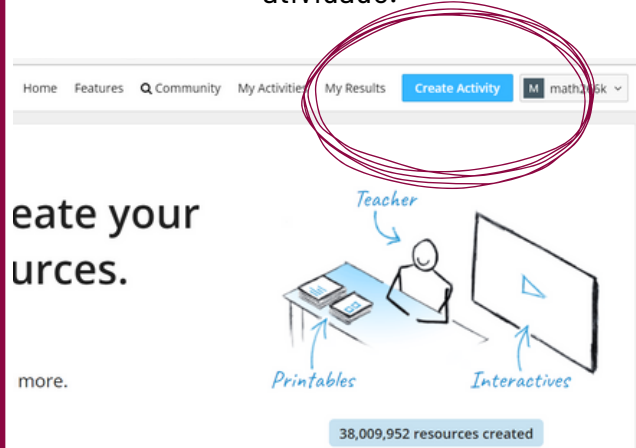 atividade.
Home Features Community My Activities My Results Create Activity M math266k
eate your
urces.
more.
Teacher
Printables Interactives
38,009,952 resources created